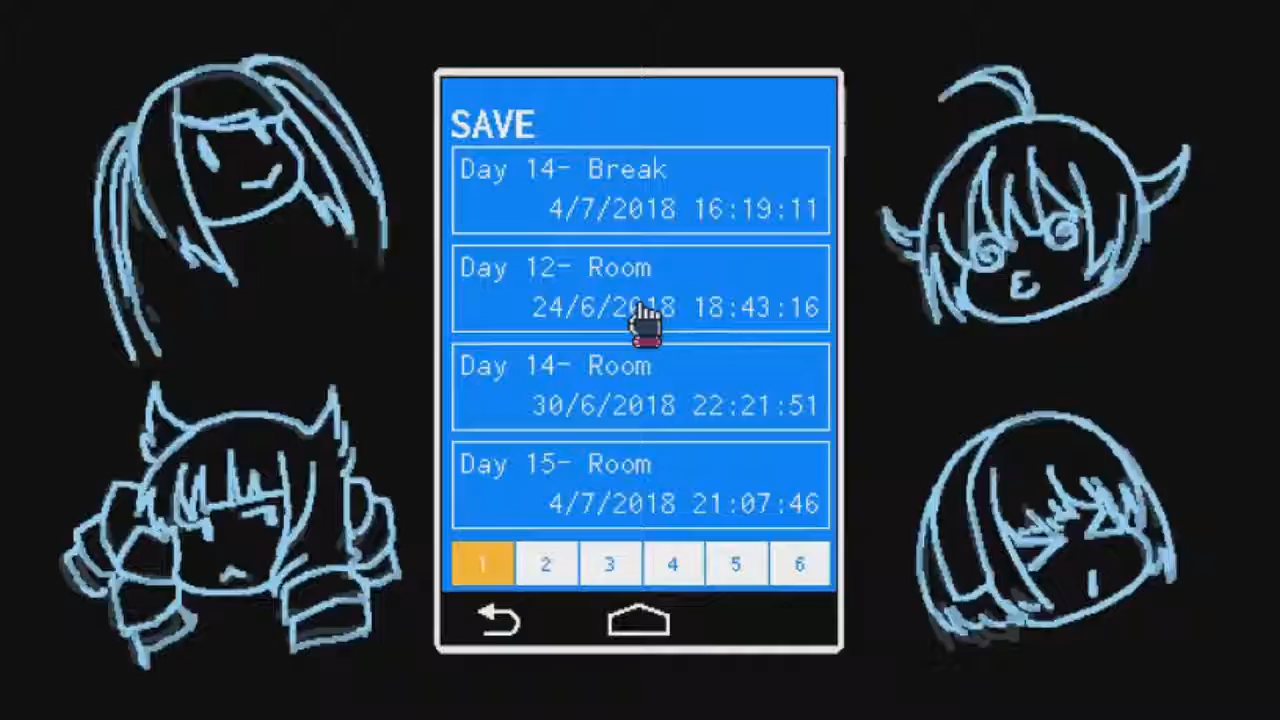 SAVE
Day 14- Break
4/7/2018 16:19:11
Day 12- Room
24/6/2018 18:43:16
Day 14- Room
30/6/2018 22:21:51
Day 15- Room
4/7/2018 21:07:46
1 2 3 4 5 6